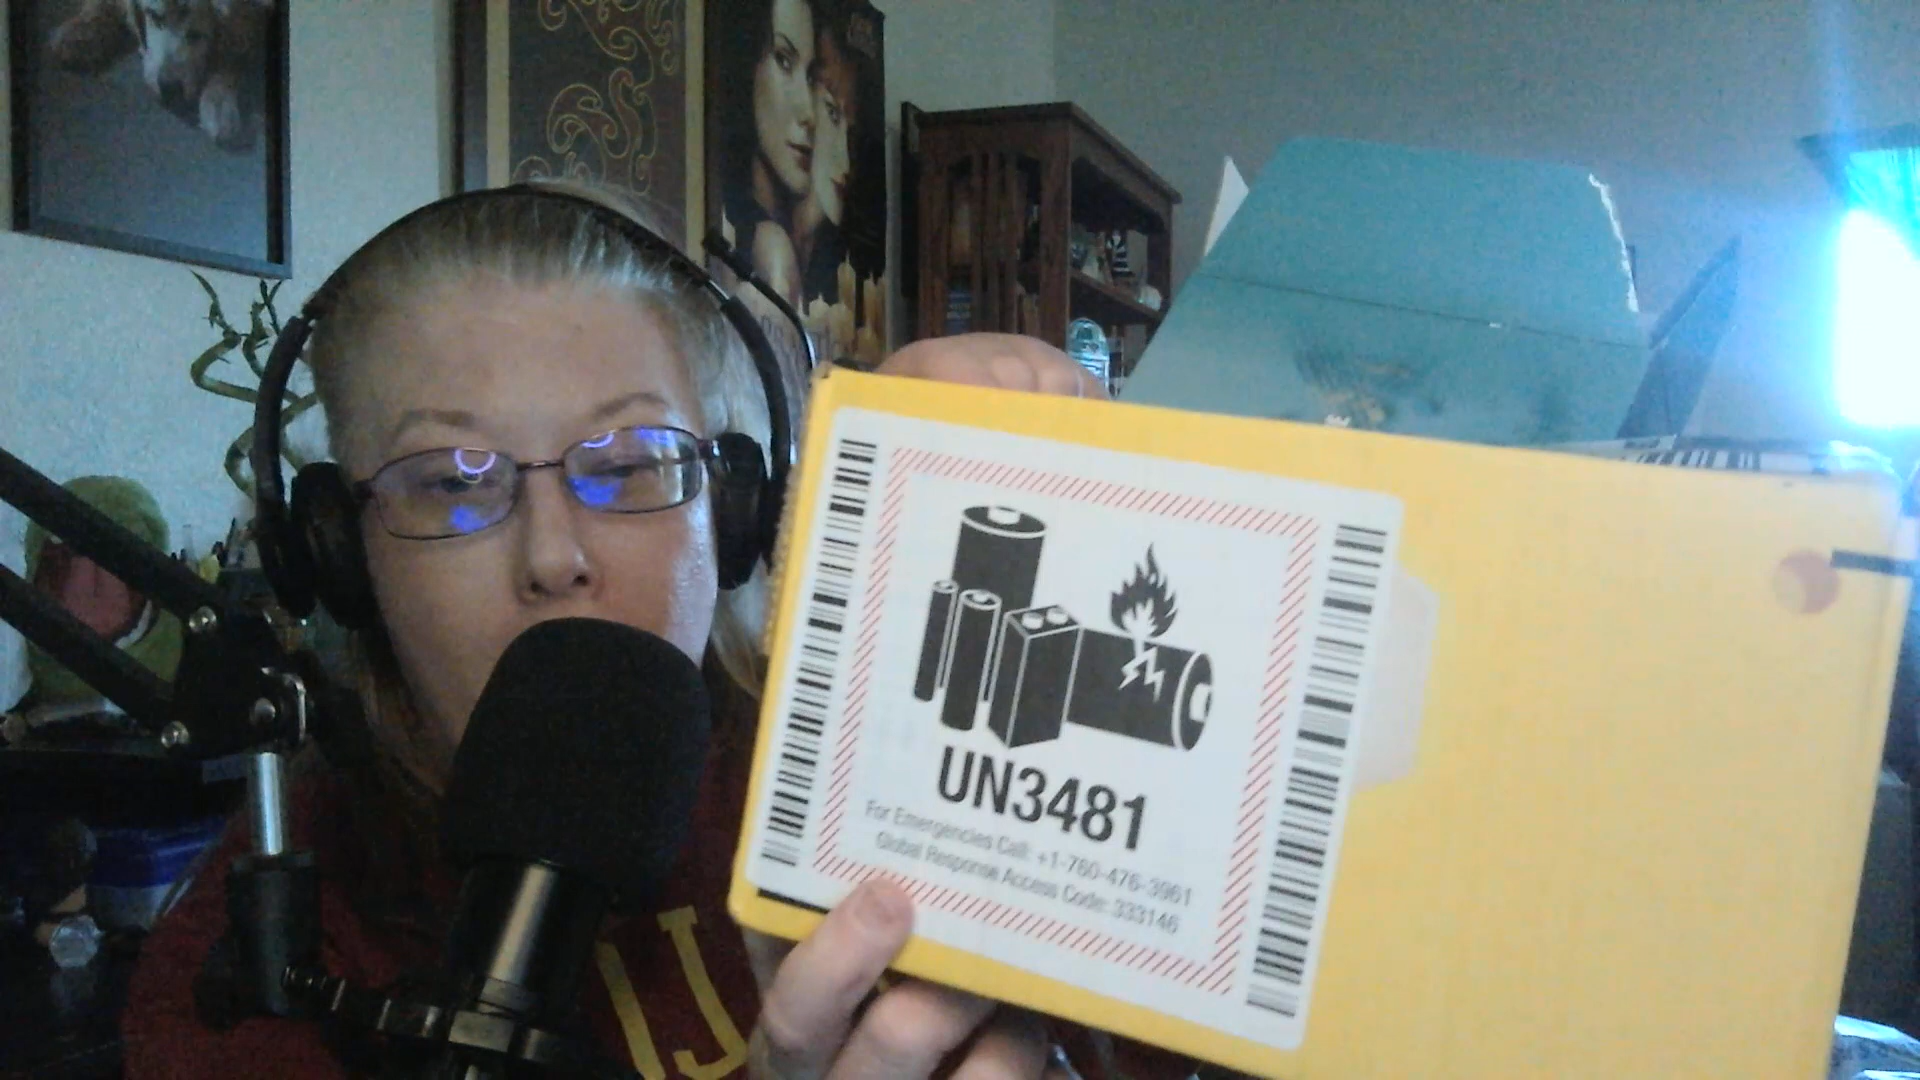 UN3481
For Emergencies Call: +1-760-476-3961
Global Response Access Code: 333146